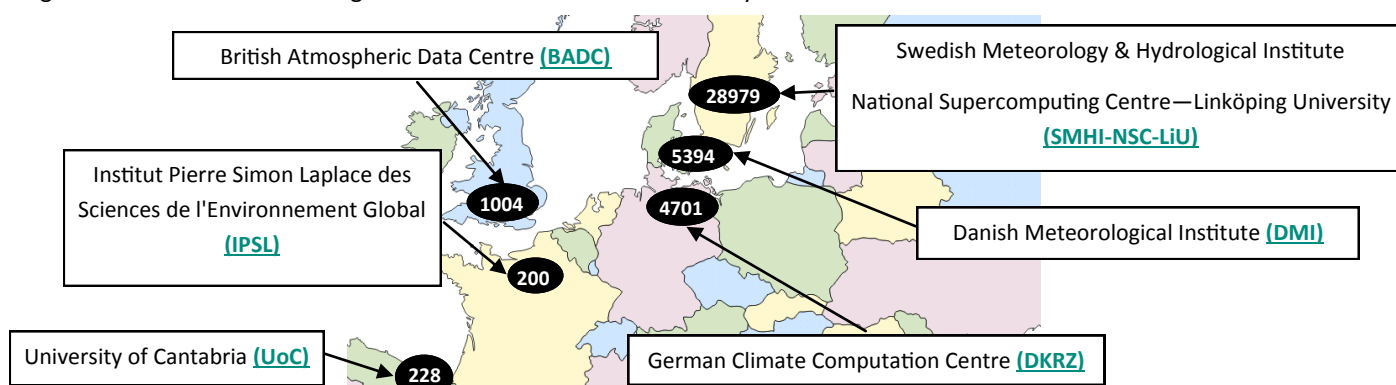 British Atmospheric Data Centre (BADC)
Swedish Meteorology & Hydrological Institute
National Supercomputing Centre—Linköping University
(SMHI-NSC-LiU)
28979
5394
Institut Pierre Simon Laplace des
Sciences de l'Environnement Global
(IPSL)
1004
4701
Danish Meteorological Institute (DMI)
200
University of Cantabria (UoC)
228
German Climate Computation Centre (DKRZ)